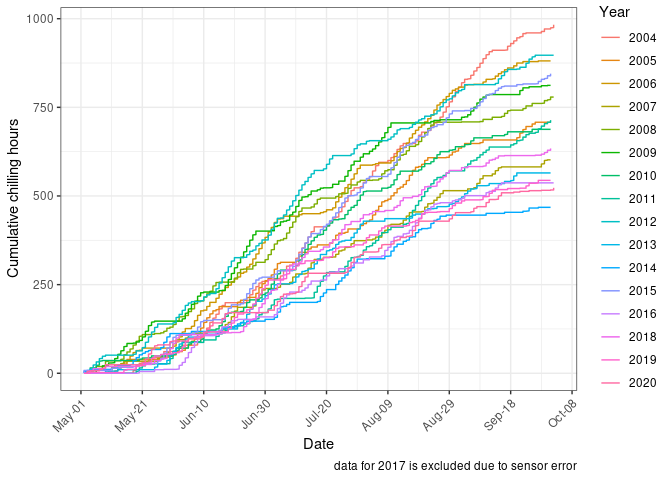 Cumulative chilling hours
1000
750
500
250
0
May-01
May-21
Jun-10
Jun-30
Jul-20
Aug-09
Aug-29
Sep-18
Oct-08
Date
Year
2004
2005
2006
2007
2008
2009
2010
2011
2012
2013
2014
2015
2016
2018
2019
2020
data for 2017 is excluded due to sensor error